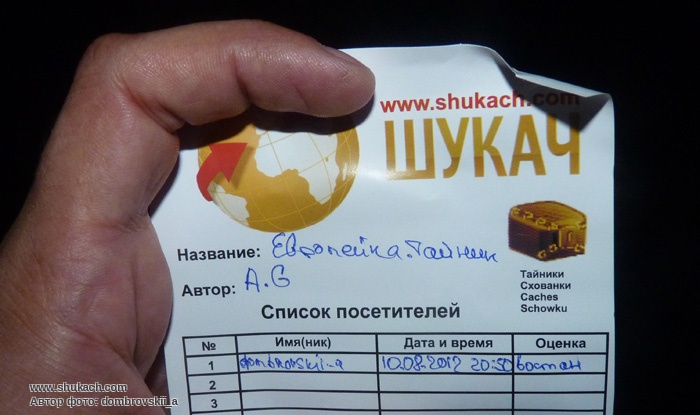 www.shukach.com
ШУКАЧ
Название: Европейка. Тайник
Автор: A.G
Тайники
Схованки
Caches
Schowku
Список посетителей
№ Имя(ник) Дата и время Оценка
1 dombrovskii-a 10.08.2012 20:50
2
3
www.shukach.com
Автор фото: dombrovskii_a